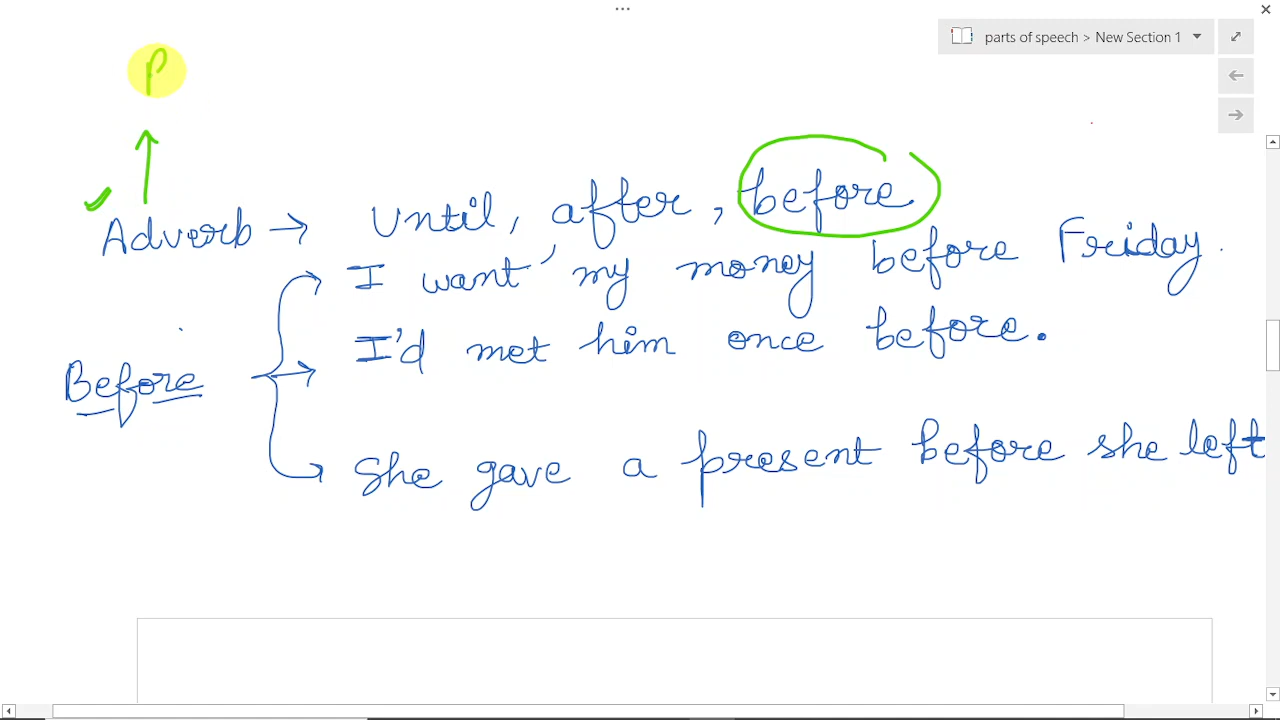 ...
parts of speech > New Section 1
P
Adverb → Until, after, before
I want my money before Friday.
I'd met him once before.
Before
She gave a present before she left